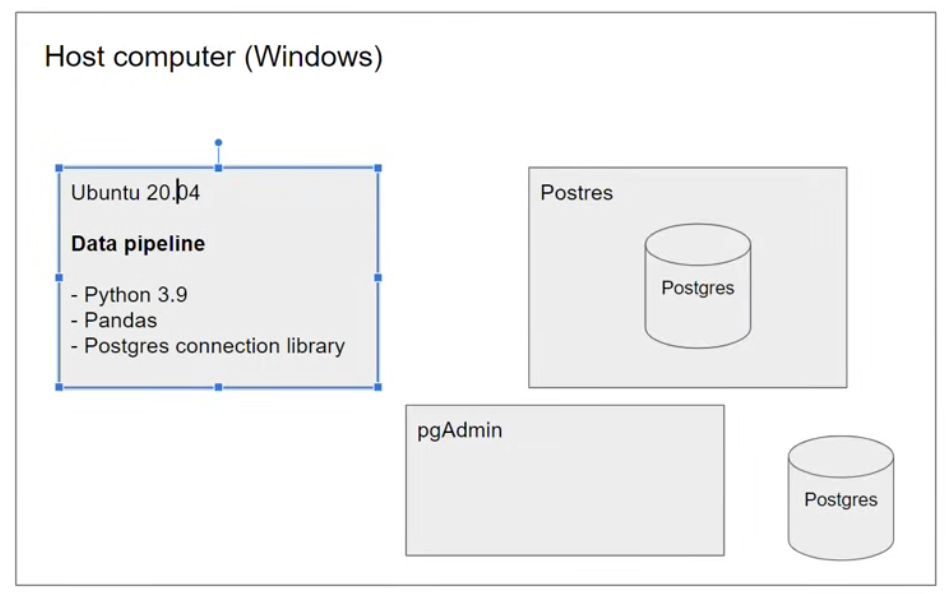 Host computer (Windows)
Ubuntu 20.04
Data pipeline
- Python 3.9
- Pandas
- Postgres connection library
Postres
Postgres
pgAdmin
Postgres